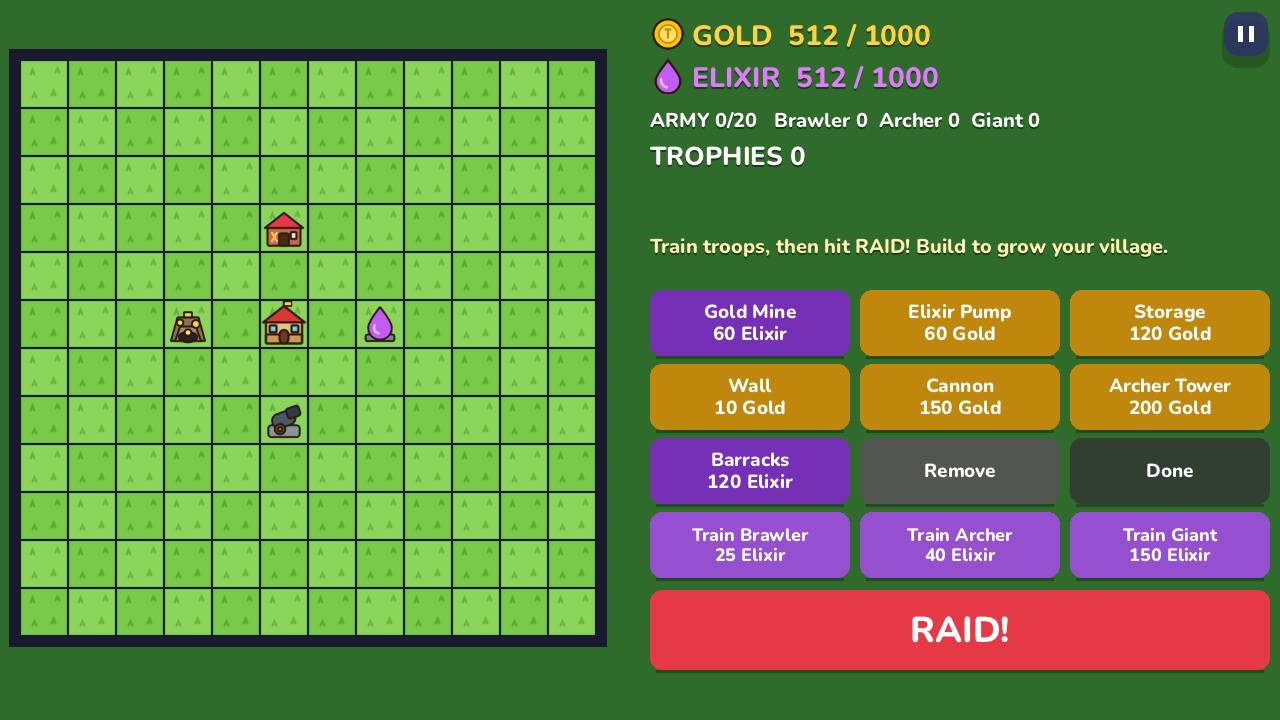 GOLD 512 / 1000
ELIXIR 512 / 1000
ARMY 0/20 Brawler 0 Archer 0 Giant 0
TROPHIES 0
Train troops, then hit RAID! Build to grow your village.
Gold Mine
60 Elixir
Elixir Pump
60 Gold
Storage
120 Gold
Wall
10 Gold
Cannon
150 Gold
Archer Tower
200 Gold
Barracks
120 Elixir
Remove
Done
Train Brawler
25 Elixir
Train Archer
40 Elixir
Train Giant
150 Elixir
RAID!